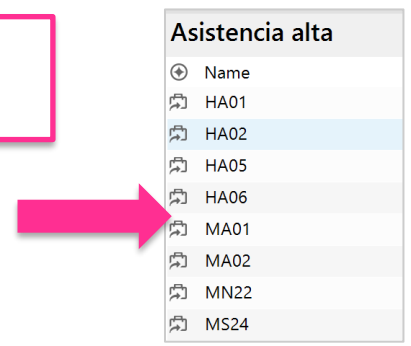 Asistencia alta
Name
HA01
HA02
HA05
HA06
MA01
MA02
MN22
MS24